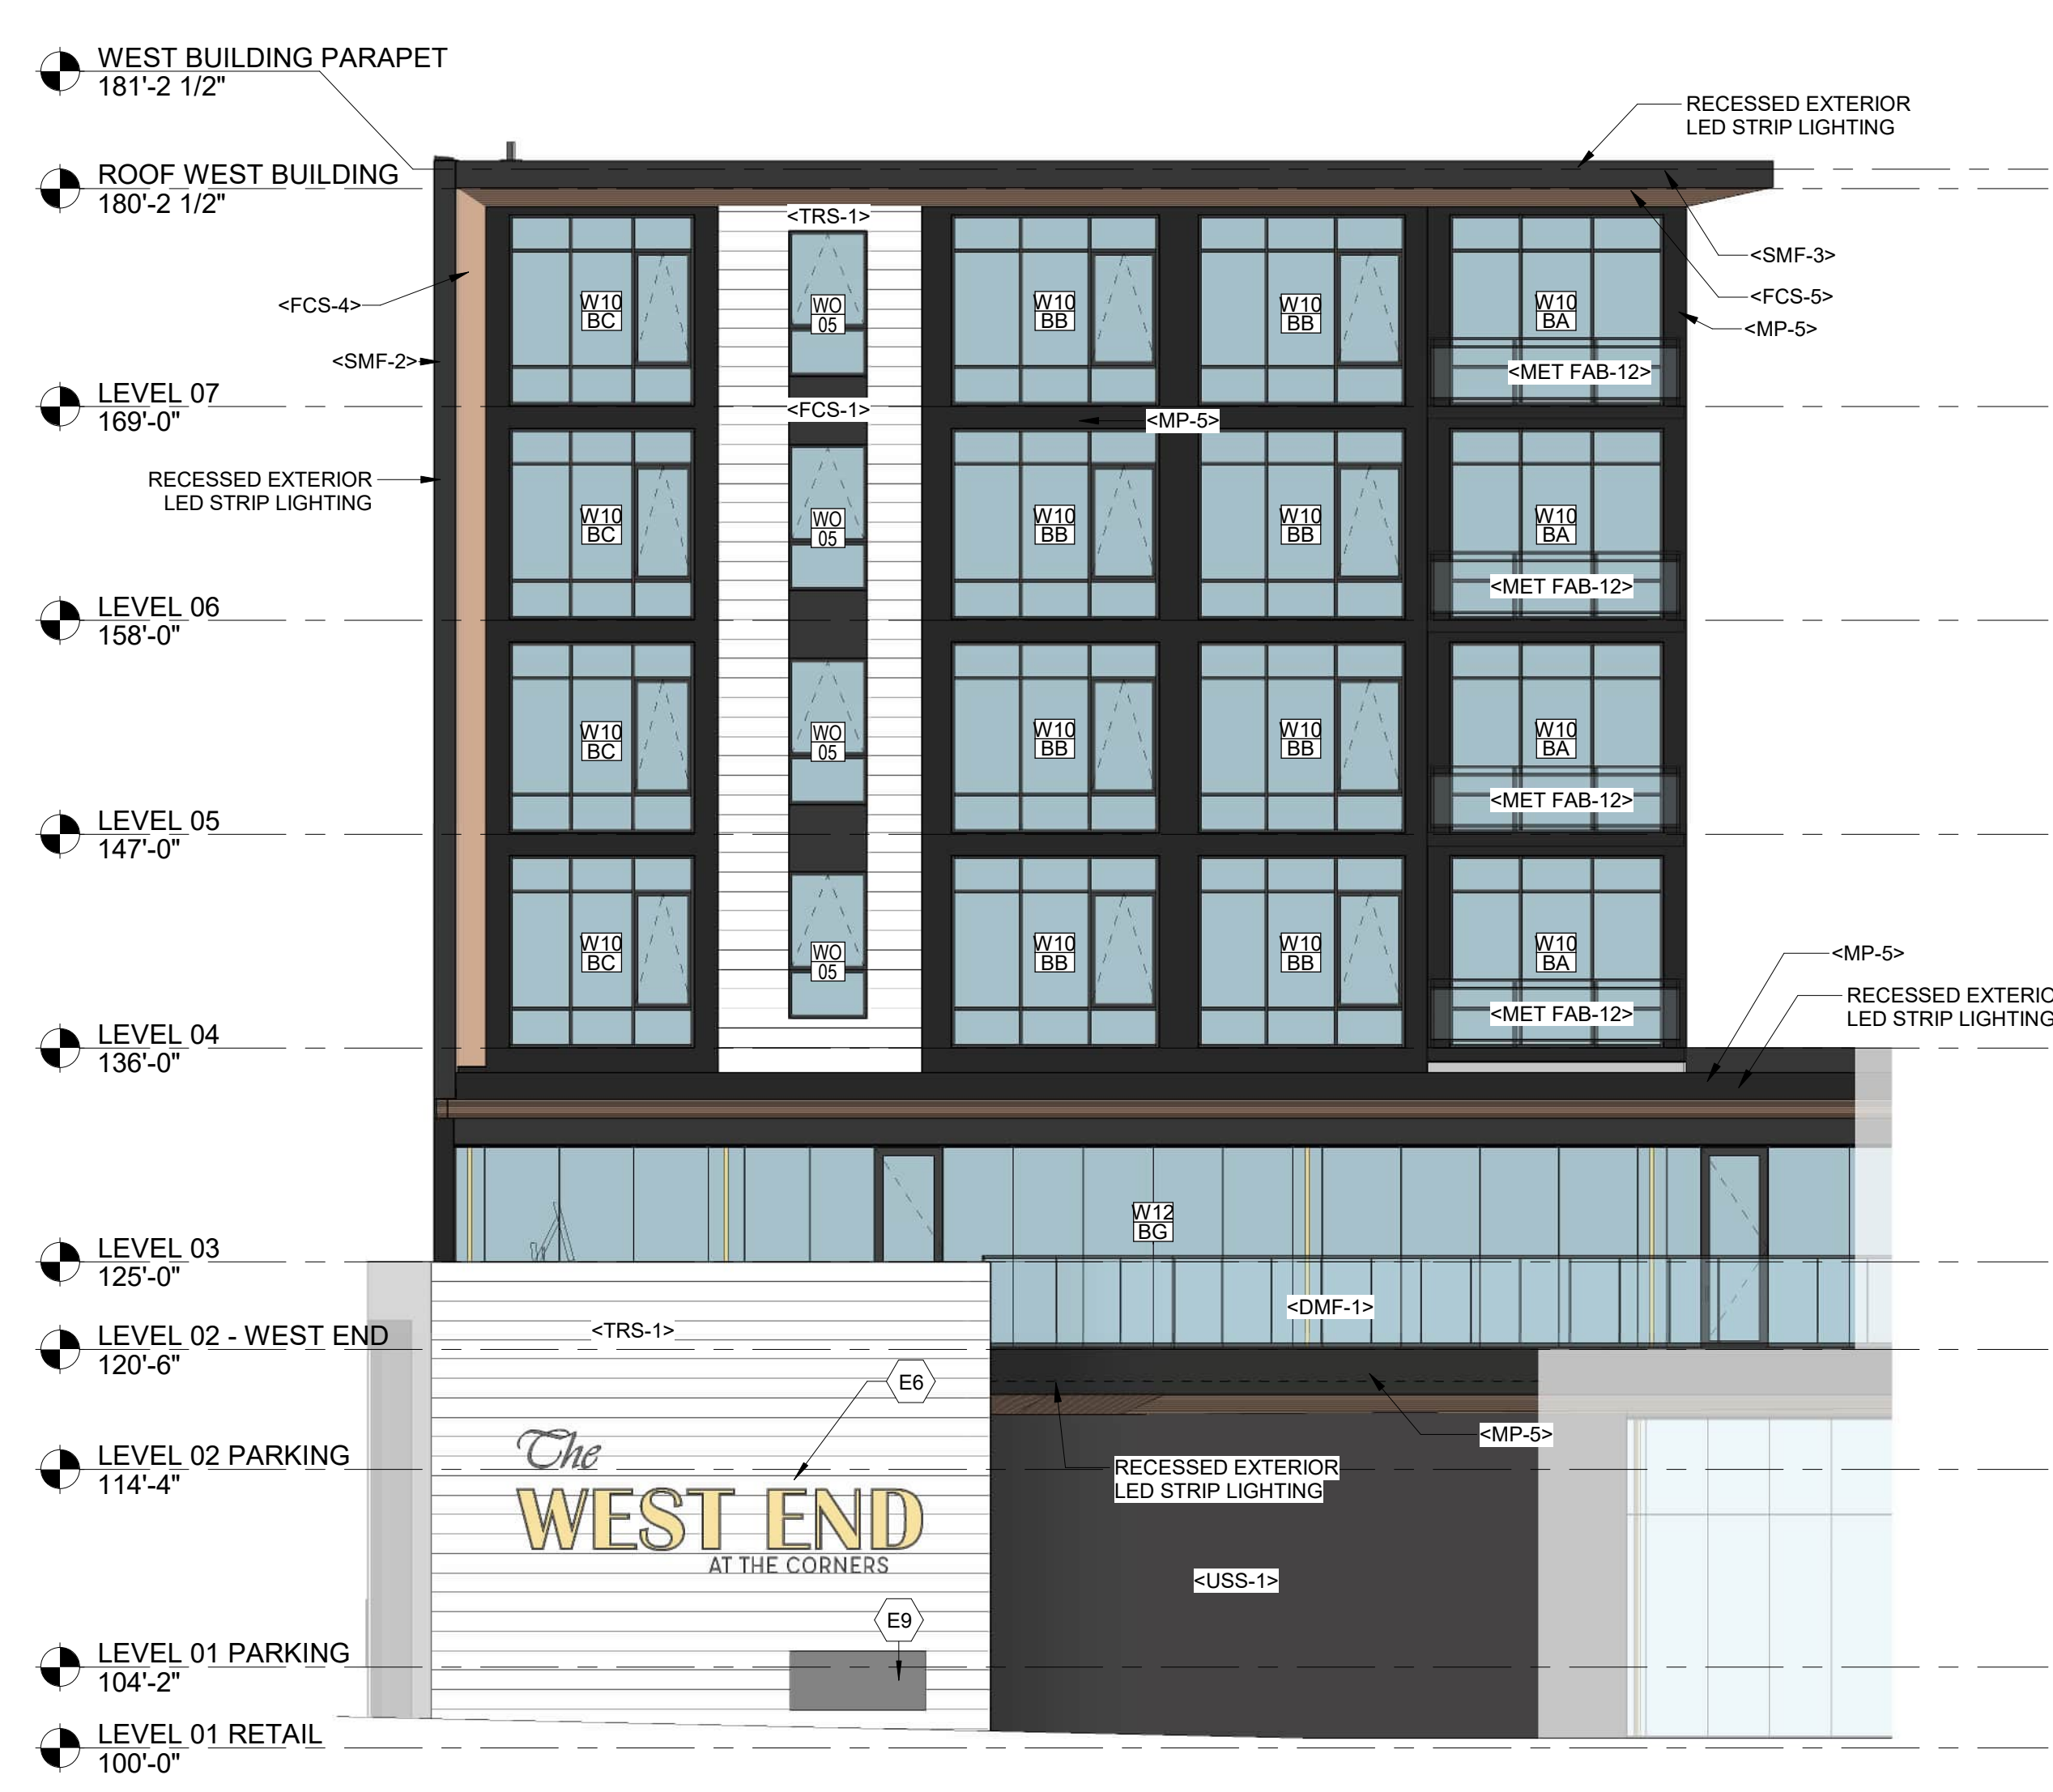 WEST BUILDING PARAPET
181'-2 1/2"
RECESSED EXTERIOR
LED STRIP LIGHTING
ROOF WEST BUILDING
180'-2 1/2"
<TRS-1>
<SMF-3>
<FCS-4>
W10
BC
WO
05
W10
BB
W10
BB
W10
BA
<FCS-5>
<MP-5>
<SMF-2>
<MET FAB-12>
LEVEL 07
169'-0"
<FCS-1>
<MP-5>
RECESSED EXTERIOR
LED STRIP LIGHTING
W10
BC
WO
05
W10
BB
W10
BB
W10
BA
<MET FAB-12>
LEVEL 06
158'-0"
W10
BC
WO
05
W10
BB
W10
BB
W10
BA
<MET FAB-12>
LEVEL 05
147'-0"
W10
BC
WO
05
W10
BB
W10
BB
W10
BA
<MP-5>
RECESSED EXTERIO
LED STRIP LIGHTING
<MET FAB-12>
LEVEL 04
136'-0"
W12
BG
LEVEL 03
125'-0"
<DMF-1>
<TRS-1>
LEVEL 02 - WEST END
120'-6"
E6
<MP-5>
The
WEST END
AT THE CORNERS
LEVEL 02 PARKING
114'-4"
RECESSED EXTERIOR
LED STRIP LIGHTING
<USS-1>
E9
LEVEL 01 PARKING
104'-2"
LEVEL 01 RETAIL
100'-0"